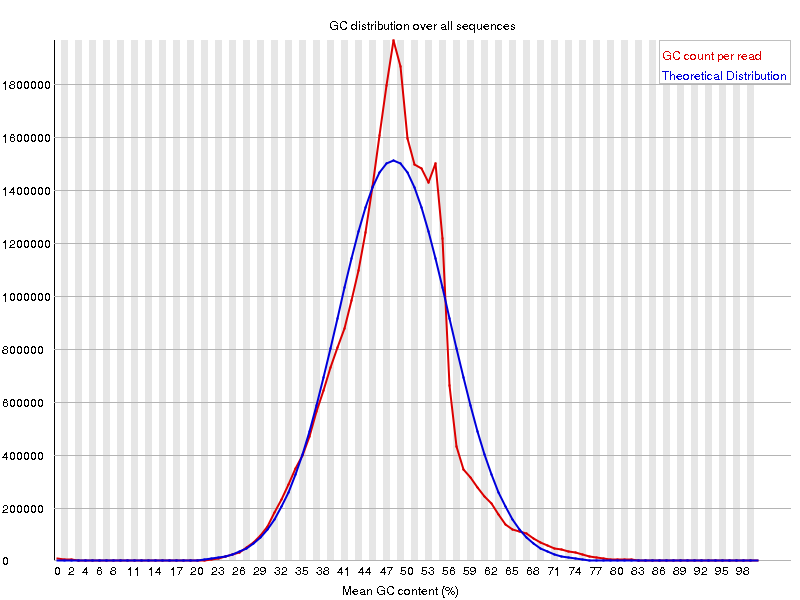 GC distribution over all sequences
GC count per read
Theoretical Distribution
1800000
1600000
1400000
1200000
1000000
800000
600000
400000
200000
0
0 2 4 6 8 11 14 17 20 23 26 29 32 35 38 41 44 47 50 53 56 59 62 65 68 71 74 77 80 83 86 89 92 95 98
Mean GC content (%)